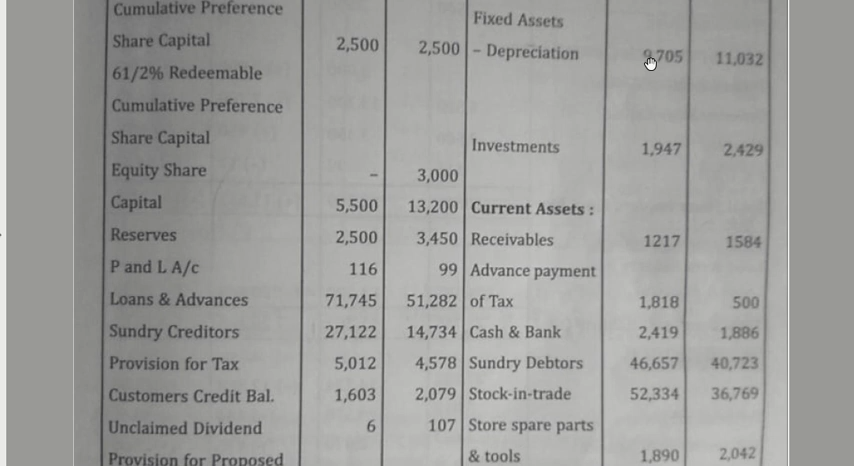 Cumulative Preference
Share Capital 2,500 2,500
61/2% Redeemable
Cumulative Preference
Share Capital
Equity Share – 3,000
Capital 5,500 13,200
Reserves 2,500 3,450
P and L A/c 116 99
Loans & Advances 71,745 51,282
Sundry Creditors 27,122 14,734
Provision for Tax 5,012 4,578
Customers Credit Bal. 1,603 2,079
Unclaimed Dividend 6 107
Provision for Proposed
Fixed Assets
– Depreciation 9,705 11,032
Investments 1,947 2,429
Current Assets :
Receivables 1217 1584
Advance payment
of Tax 1,818 500
Cash & Bank 2,419 1,886
Sundry Debtors 46,657 40,723
Stock-in-trade 52,334 36,769
Store spare parts
& tools 1,890 2,042